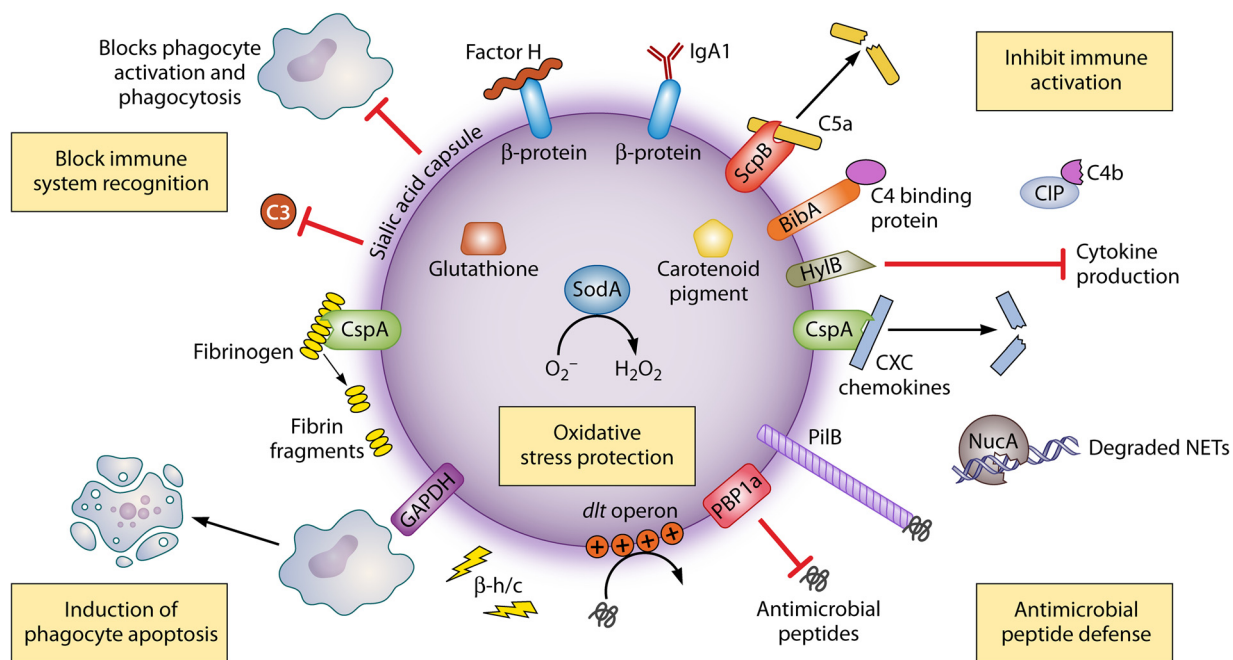 Blocks phagocyte
activation and
phagocytosis
Factor H
IgA1
Inhibit immune
activation
β-protein
β-protein
C5a
ScpB
Block immune
system recognition
Sialic acid capsule
C3
BibA
C4 binding
protein
C4b
CIP
Glutathione
Carotenoid
pigment
HylB
Cytokine
production
SodA
O₂⁻
H₂O₂
CspA
Fibrinogen
CspA
CXC
chemokines
Fibrin
fragments
Oxidative
stress protection
PilB
NucA
Degraded NETs
GAPDH
PBP1a
dlt operon
++++
β-h/c
Antimicrobial
peptides
Induction of
phagocyte apoptosis
Antimicrobial
peptide defense